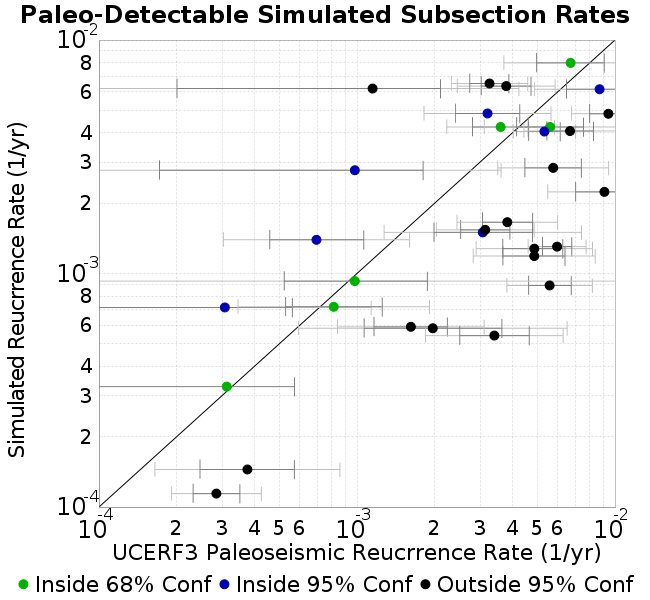 Paleo-Detectable Simulated Subsection Rates
10-2
8
6
4
3
2
10-3
8
6
4
3
2
10-4
Simulated Reucrrence Rate (1/yr)
10-4 2 3 4 5 6 10-3 2 3 4 5 6 10-2
UCERF3 Paleoseismic Reucrrence Rate (1/yr)
Inside 68% Conf Inside 95% Conf Outside 95% Conf